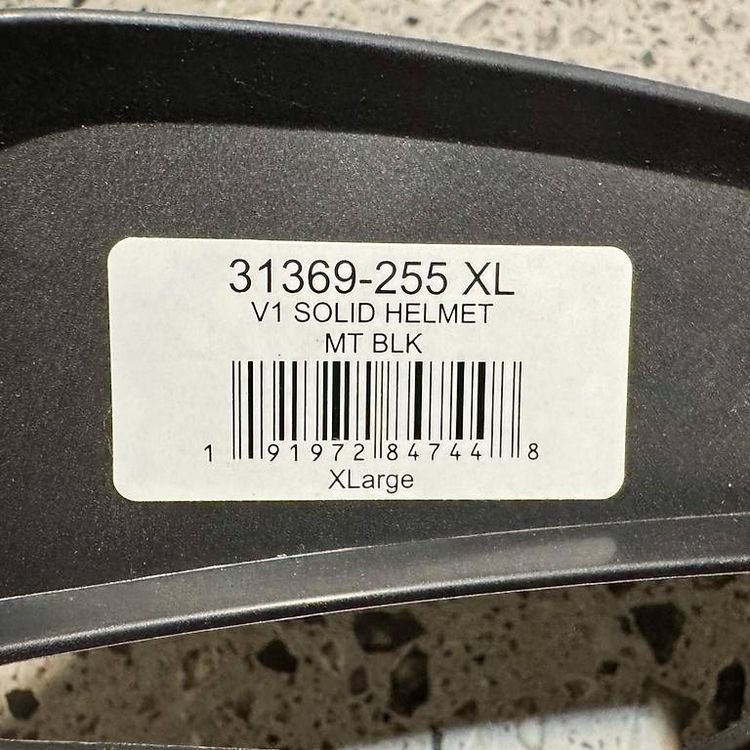 31369-255 XL
V1 SOLID HELMET
MT BLK
1 91972 84744 8
XLarge